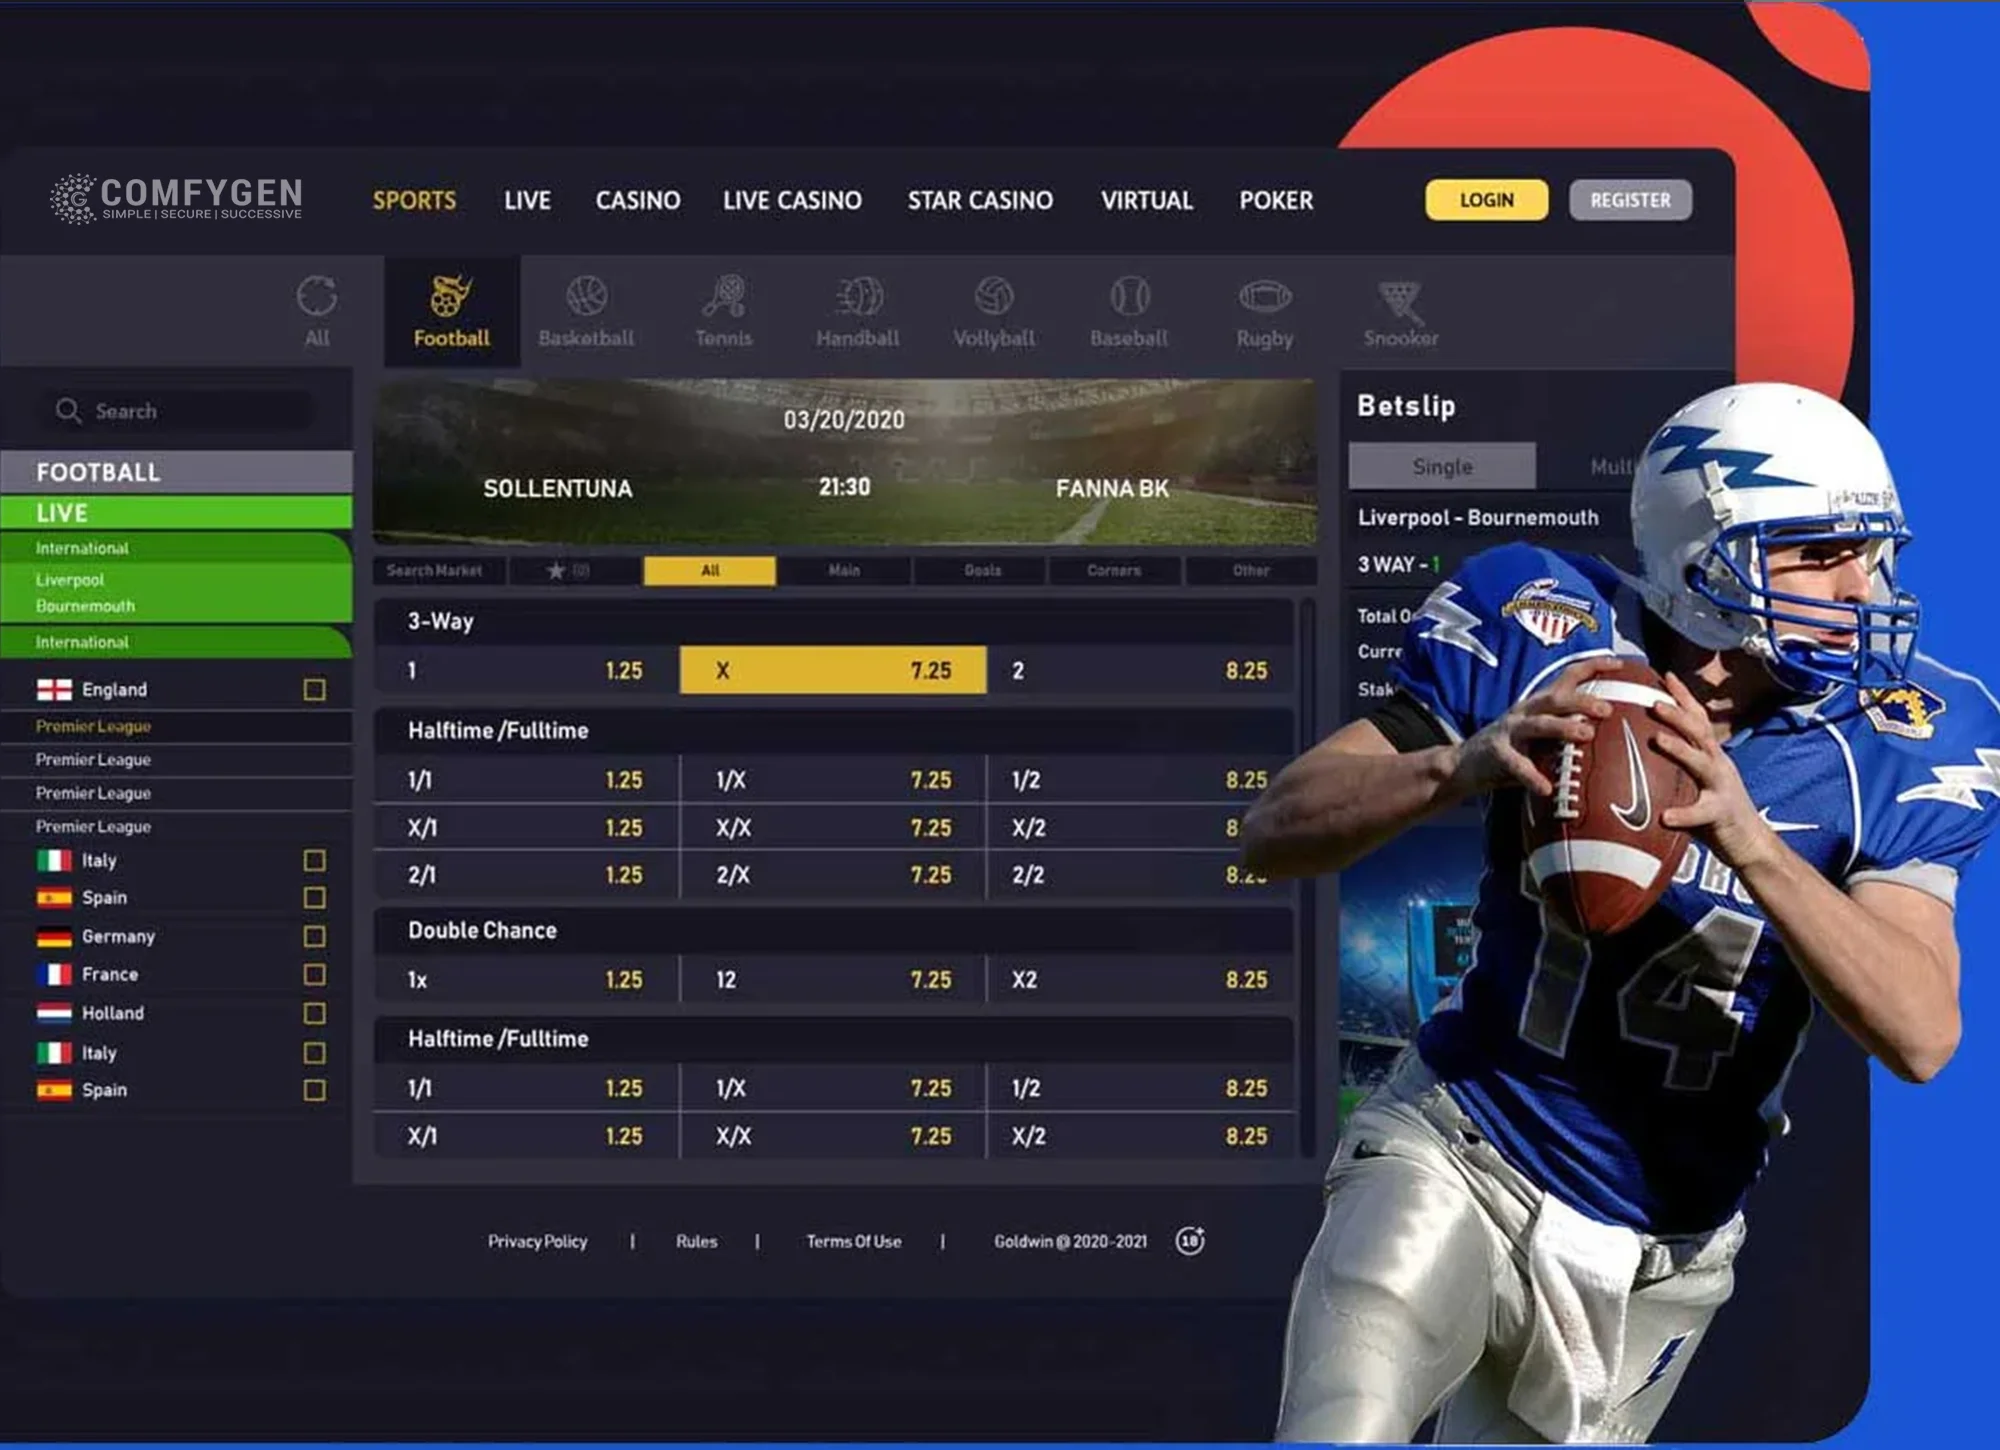 COMFYGEN
SIMPLE | SECURE | SUCCESSIVE
SPORTS LIVE CASINO LIVE CASINO STAR CASINO VIRTUAL POKER
LOGIN REGISTER
All Football Basketball Tennis Handball Vollyball Baseball Rugby Snooker
Search
FOOTBALL
LIVE
International
Liverpool
Bournemouth
International
England
Premier League
Premier League
Premier League
Premier League
Italy
Spain
Germany
France
Holland
Italy
Spain
03/20/2020
SOLLENTUNA 21:30 FANNA BK
Search Market (0) All Main Goals Corners Other
3-Way
1 1.25 X 7.25 2 8.25
Halftime /Fulltime
1/1 1.25 1/X 7.25 1/2 8.25
X/1 1.25 X/X 7.25 X/2 8
2/1 1.25 2/X 7.25 2/2 8.25
Double Chance
1x 1.25 12 7.25 X2 8.25
Halftime /Fulltime
1/1 1.25 1/X 7.25 1/2 8.25
X/1 1.25 X/X 7.25 X/2 8.25
Betslip
Single Multi
Liverpool - Bournemouth
3 WAY - 1
Total O
Curre
Stak
14
Privacy Policy | Rules | Terms Of Use | Goldwin @ 2020-2021 18+